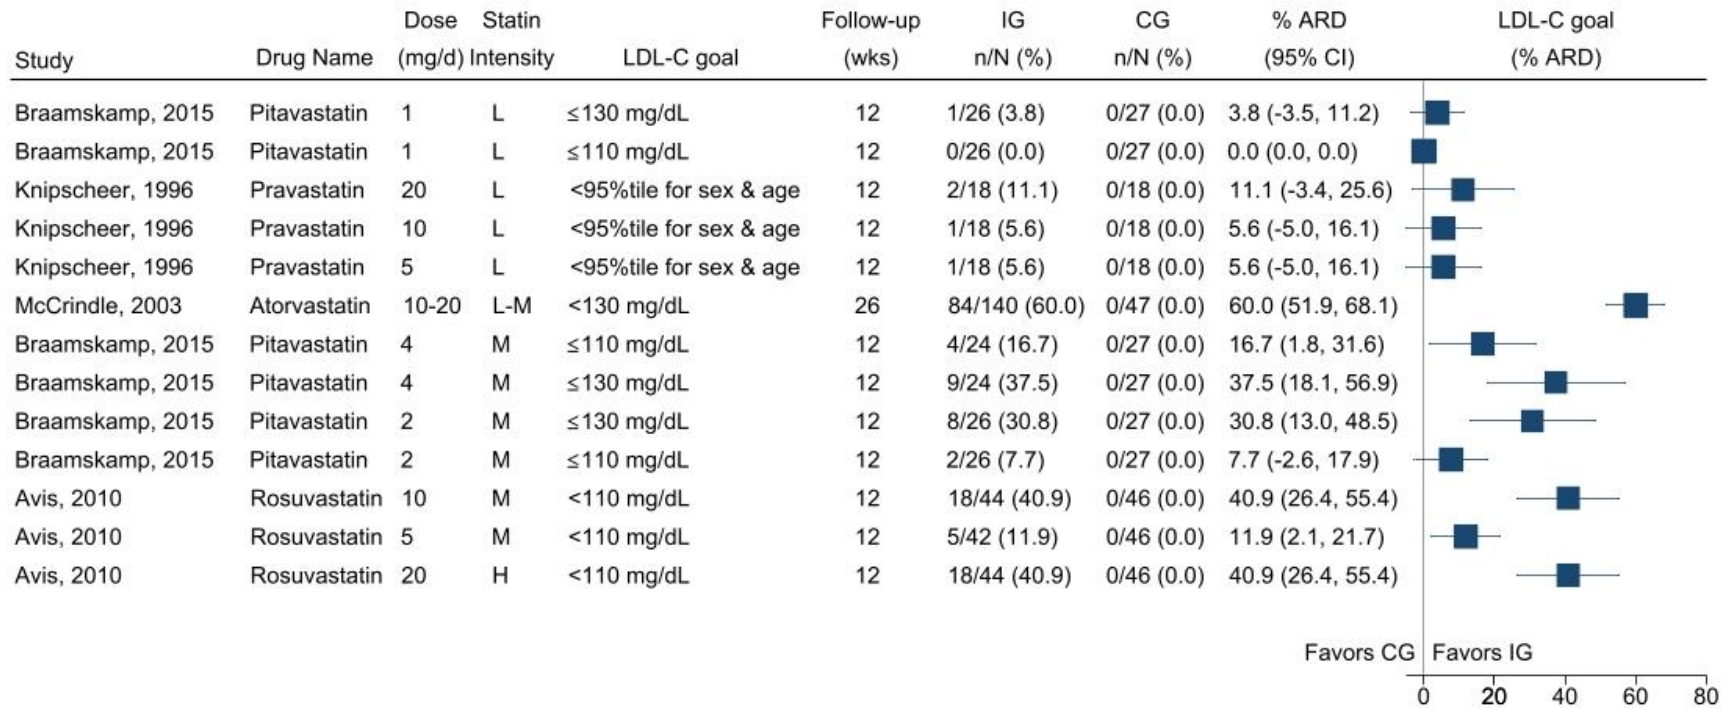 Dose Statin Follow-up IG CG % ARD LDL-C goal
Study Drug Name (mg/d) Intensity LDL-C goal (wks) n/N (%) n/N (%) (95% CI) (% ARD)
Braamskamp, 2015 Pitavastatin 1 L ≤130 mg/dL 12 1/26 (3.8) 0/27 (0.0) 3.8 (-3.5, 11.2)
Braamskamp, 2015 Pitavastatin 1 L ≤110 mg/dL 12 0/26 (0.0) 0/27 (0.0) 0.0 (0.0, 0.0)
Knipscheer, 1996 Pravastatin 20 L <95%tile for sex & age 12 2/18 (11.1) 0/18 (0.0) 11.1 (-3.4, 25.6)
Knipscheer, 1996 Pravastatin 10 L <95%tile for sex & age 12 1/18 (5.6) 0/18 (0.0) 5.6 (-5.0, 16.1)
Knipscheer, 1996 Pravastatin 5 L <95%tile for sex & age 12 1/18 (5.6) 0/18 (0.0) 5.6 (-5.0, 16.1)
McCrindle, 2003 Atorvastatin 10-20 L-M <130 mg/dL 26 84/140 (60.0) 0/47 (0.0) 60.0 (51.9, 68.1)
Braamskamp, 2015 Pitavastatin 4 M ≤110 mg/dL 12 4/24 (16.7) 0/27 (0.0) 16.7 (1.8, 31.6)
Braamskamp, 2015 Pitavastatin 4 M ≤130 mg/dL 12 9/24 (37.5) 0/27 (0.0) 37.5 (18.1, 56.9)
Braamskamp, 2015 Pitavastatin 2 M ≤130 mg/dL 12 8/26 (30.8) 0/27 (0.0) 30.8 (13.0, 48.5)
Braamskamp, 2015 Pitavastatin 2 M ≤110 mg/dL 12 2/26 (7.7) 0/27 (0.0) 7.7 (-2.6, 17.9)
Avis, 2010 Rosuvastatin 10 M <110 mg/dL 12 18/44 (40.9) 0/46 (0.0) 40.9 (26.4, 55.4)
Avis, 2010 Rosuvastatin 5 M <110 mg/dL 12 5/42 (11.9) 0/46 (0.0) 11.9 (2.1, 21.7)
Avis, 2010 Rosuvastatin 20 H <110 mg/dL 12 18/44 (40.9) 0/46 (0.0) 40.9 (26.4, 55.4)
Favors CG Favors IG
0 20 40 60 80